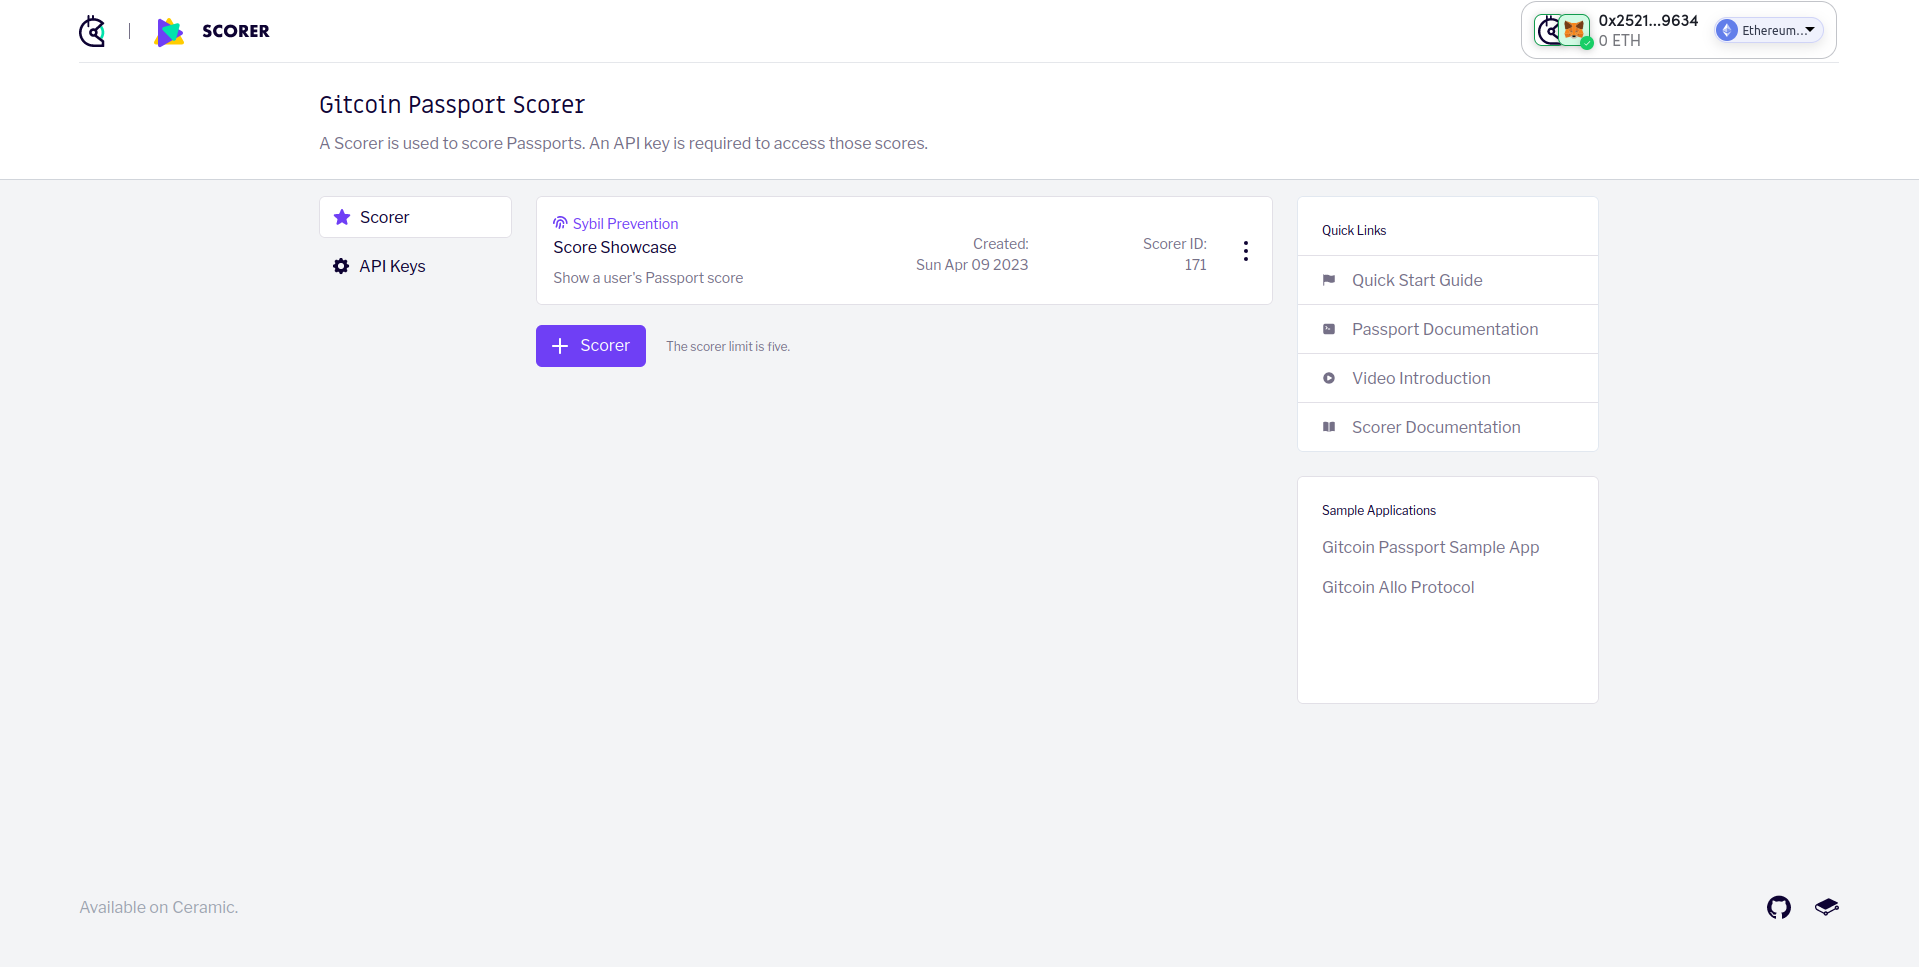 SCORER
0x2521...9634
0 ETH
Ethereum...
Gitcoin Passport Scorer
A Scorer is used to score Passports. An API key is required to access those scores.
Scorer
API Keys
Sybil Prevention
Score Showcase
Show a user's Passport score
Created:
Sun Apr 09 2023
Scorer ID:
171
Scorer
The scorer limit is five.
Quick Links
Quick Start Guide
Passport Documentation
Video Introduction
Scorer Documentation
Sample Applications
Gitcoin Passport Sample App
Gitcoin Allo Protocol
Available on Ceramic.